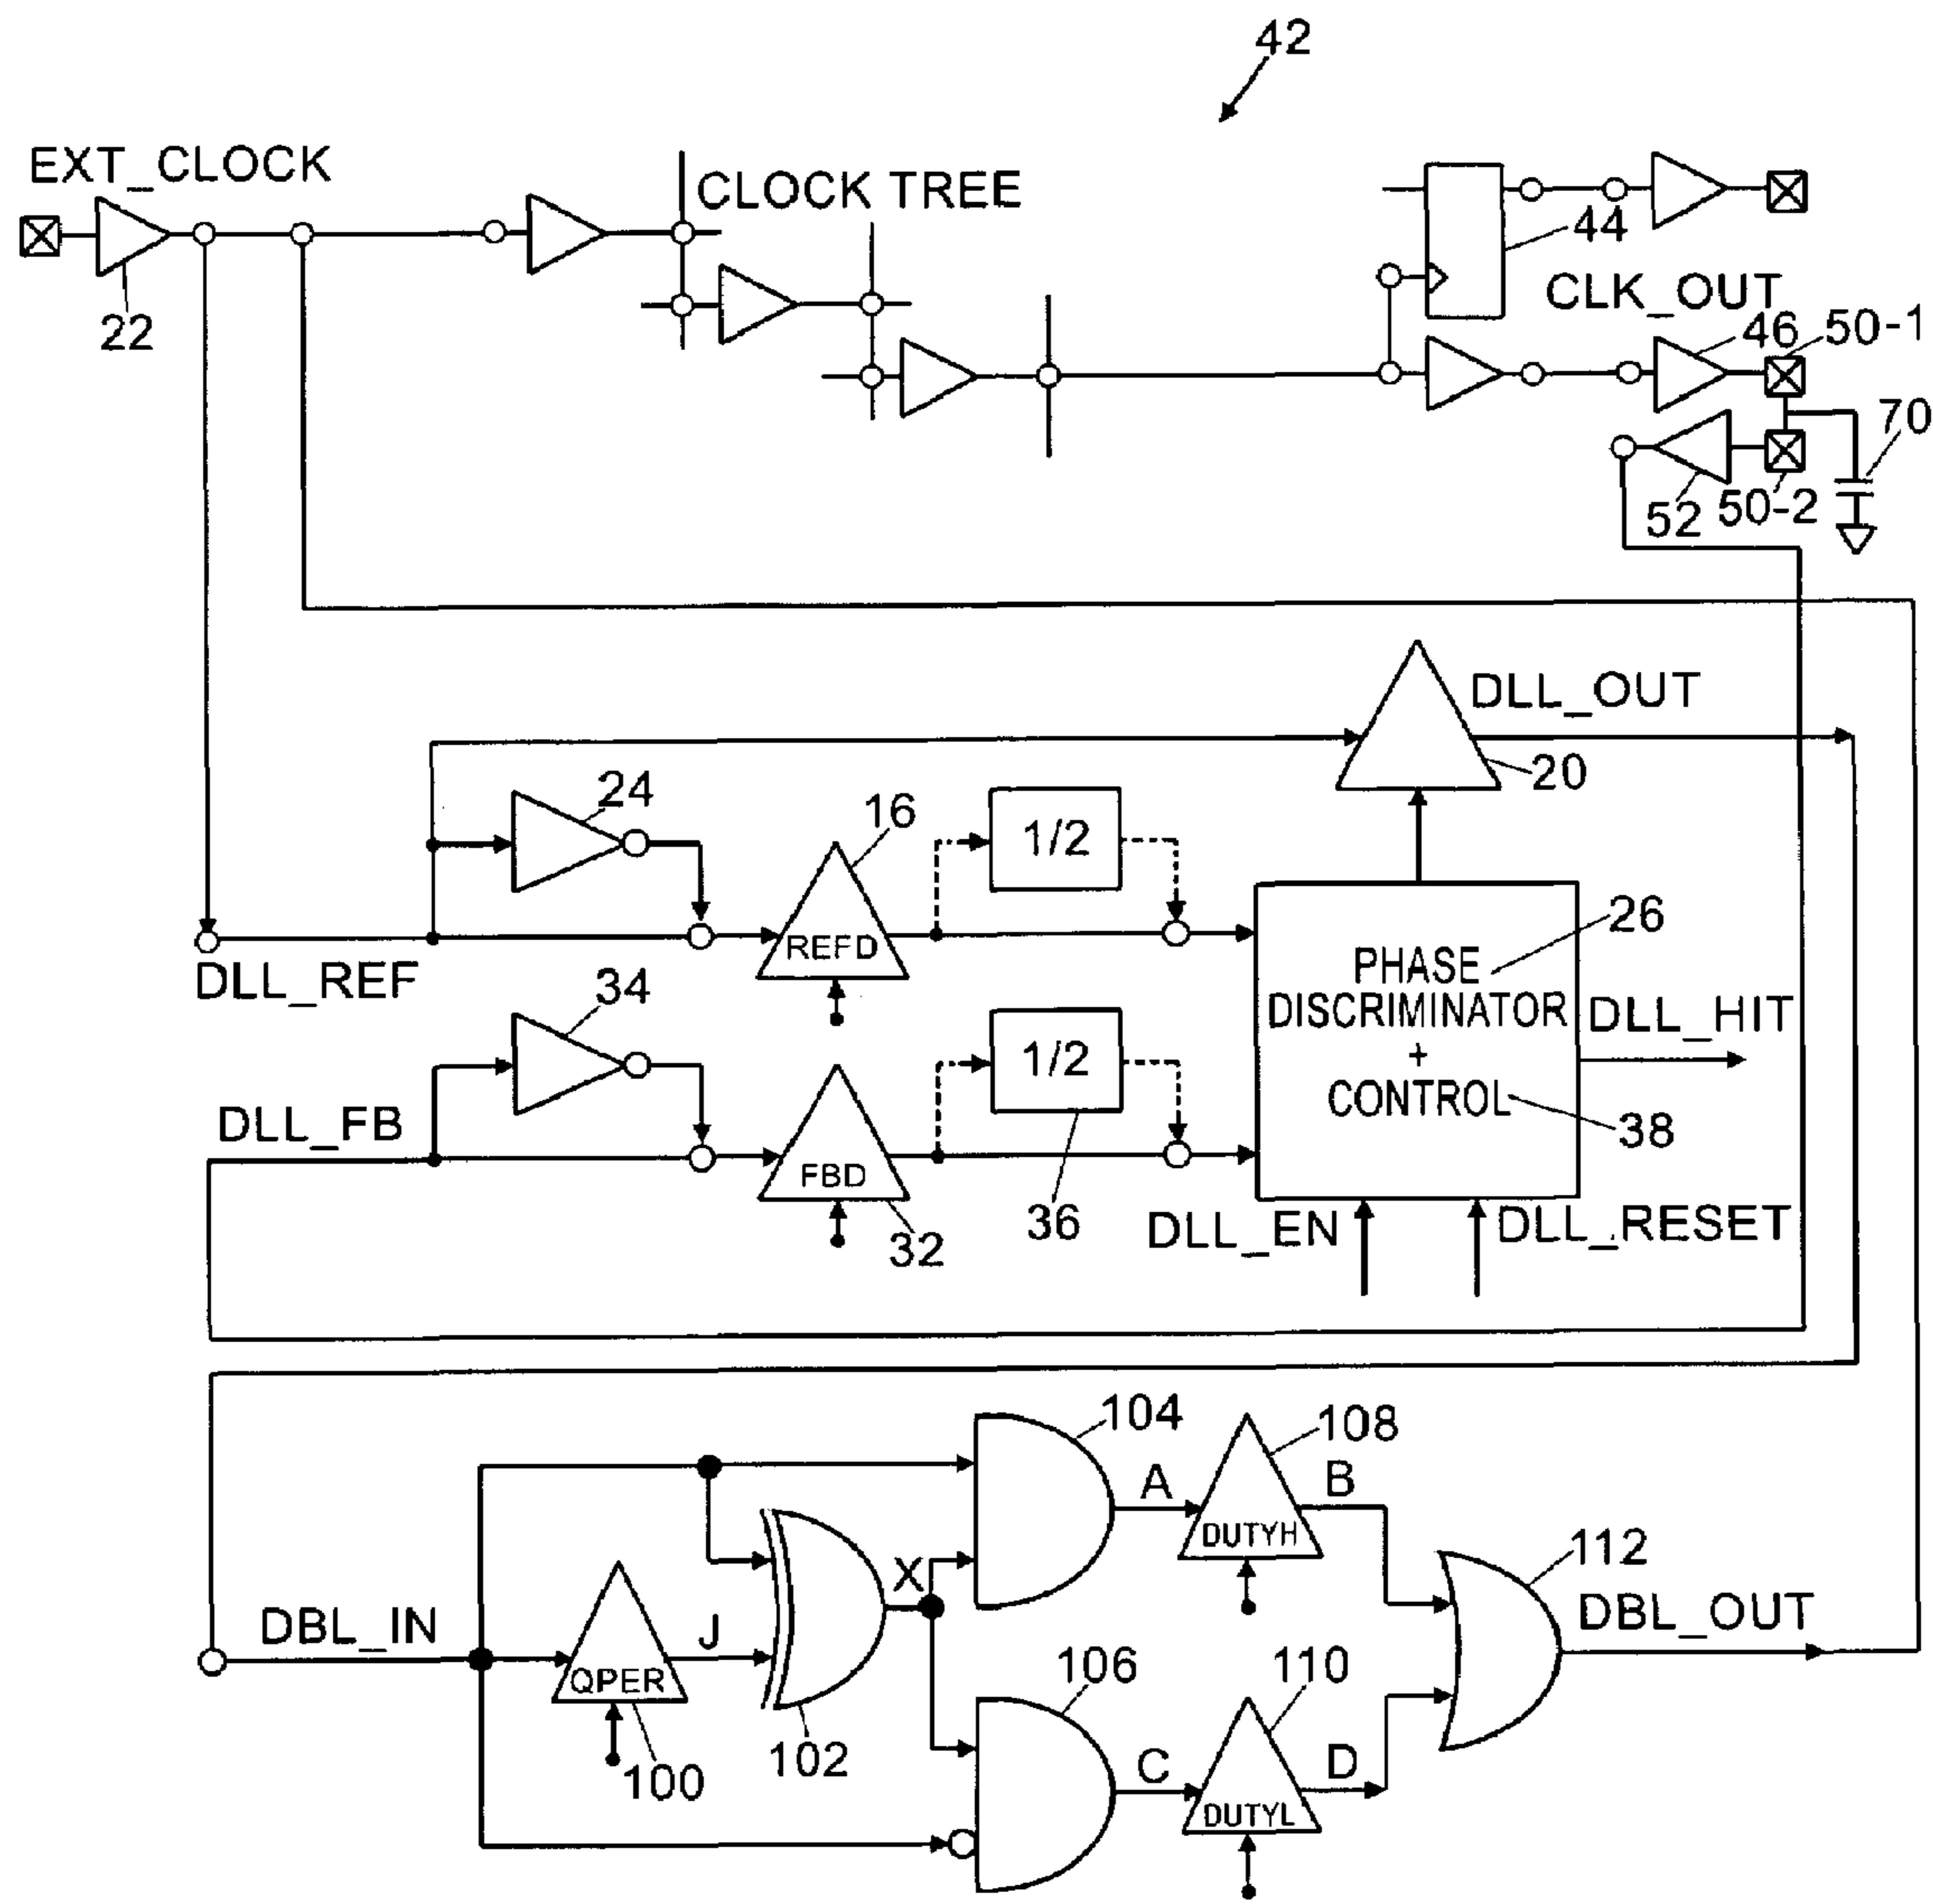 42
EXT_CLOCK
22
CLOCK TREE
44
CLK_OUT
46
50-1
70
52
50-2
DLL_OUT
20
24
16
1/2
REFD
DLL_REF
26
PHASE
DISCRIMINATOR
+
CONTROL
DLL_HIT
38
34
1/2
DLL_FB
FBD
32
36
DLL_EN
DLL_RESET
104
108
A
B
DUTYH
112
X
DBL_IN
J
QPER
DBL_OUT
100
102
106
110
C
D
DUTYL